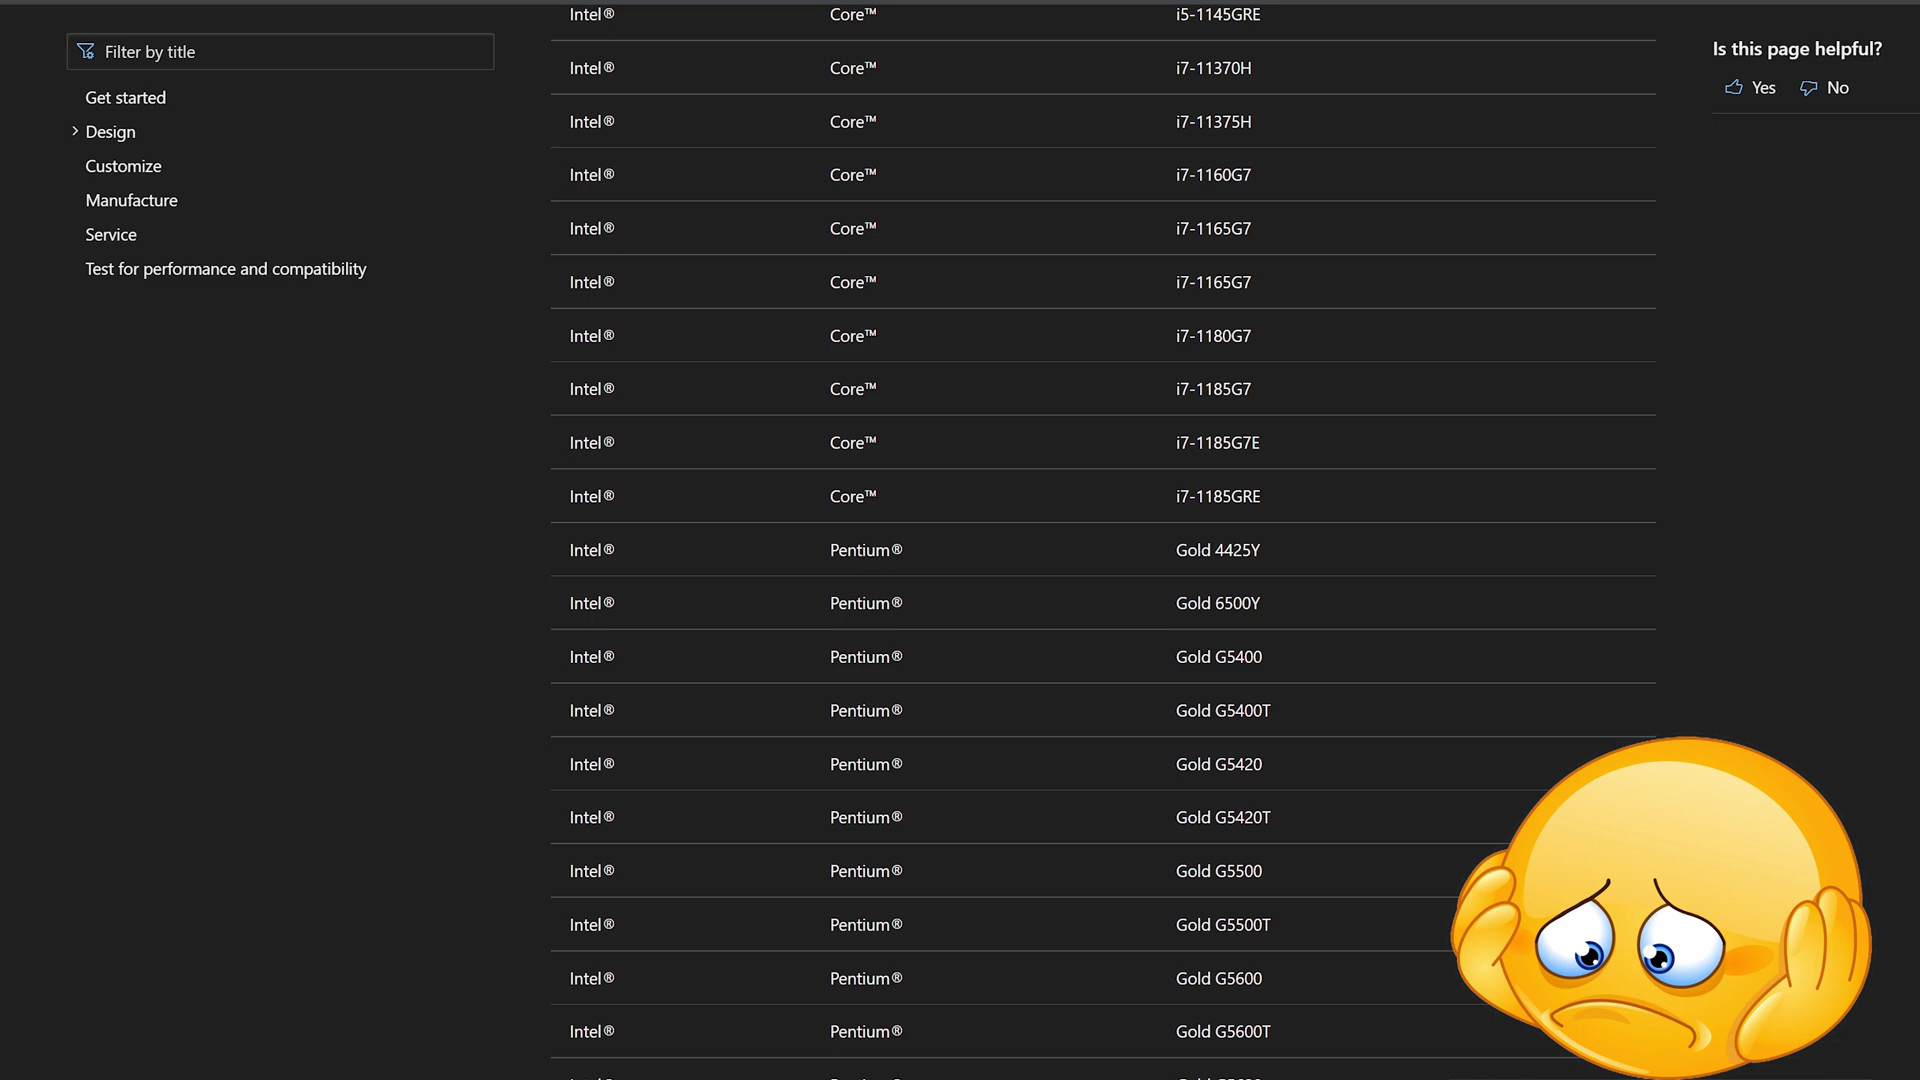 Filter by title
Get started
Design
Customize
Manufacture
Service
Test for performance and compatibility
Intel® Core™ i5-1145GRE
Intel® Core™ i7-11370H
Intel® Core™ i7-11375H
Intel® Core™ i7-1160G7
Intel® Core™ i7-1165G7
Intel® Core™ i7-1165G7
Intel® Core™ i7-1180G7
Intel® Core™ i7-1185G7
Intel® Core™ i7-1185G7E
Intel® Core™ i7-1185GRE
Intel® Pentium® Gold 4425Y
Intel® Pentium® Gold 6500Y
Intel® Pentium® Gold G5400
Intel® Pentium® Gold G5400T
Intel® Pentium® Gold G5420
Intel® Pentium® Gold G5420T
Intel® Pentium® Gold G5500
Intel® Pentium® Gold G5500T
Intel® Pentium® Gold G5600
Intel® Pentium® Gold G5600T
Is this page helpful?
Yes No